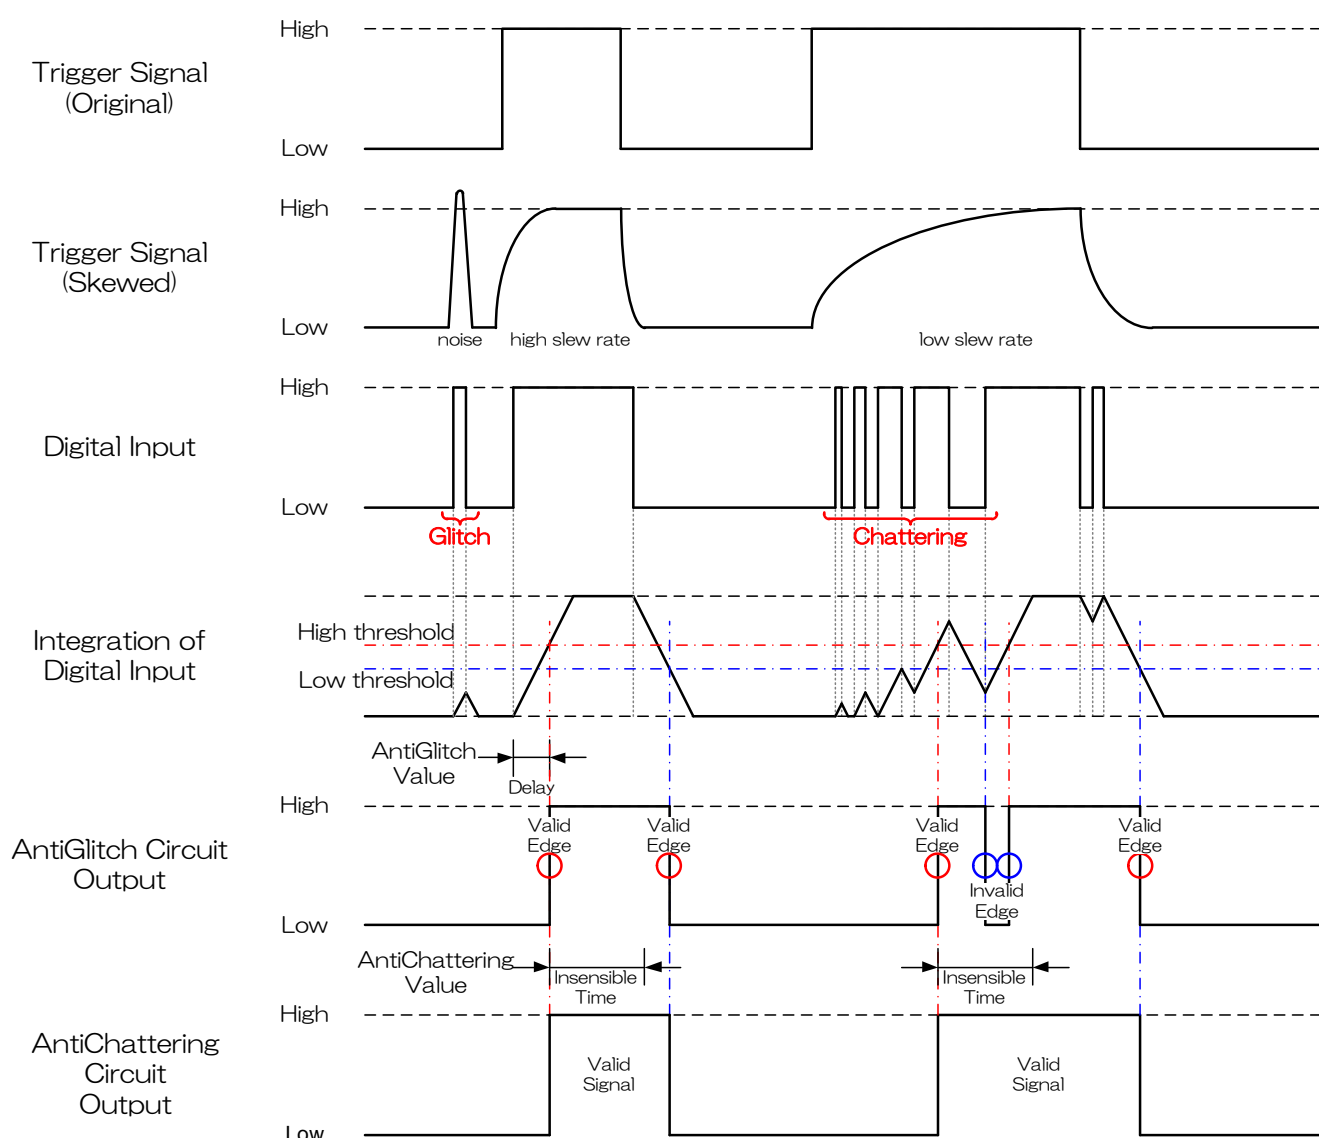 High
Trigger Signal
(Original)
Low
High
Trigger Signal
(Skewed)
Low
noise
high slew rate
low slew rate
High
Digital Input
Low
Glitch
Chattering
High threshold
Integration of
Digital Input
Low threshold
AntiGlitch
Value
Delay
High
Valid
Edge
Valid
Edge
Valid
Edge
Valid
Edge
AntiGlitch Circuit
Output
Invalid
Edge
Low
AntiChattering
Value
Insensible
Time
Insensible
Time
High
AntiChattering
Circuit
Output
Valid
Signal
Valid
Signal
Low